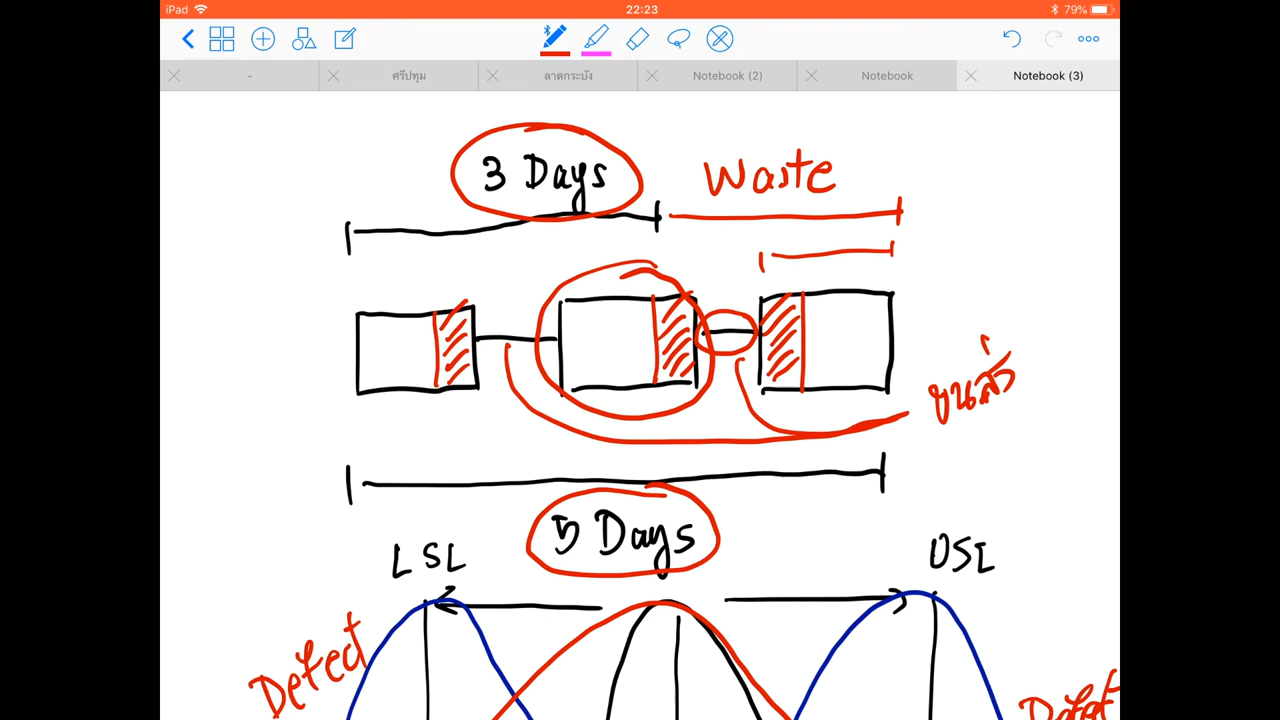 iPad 22:23 79%
- ศรีปทุม ลาดกระบัง Notebook (2) Notebook Notebook (3)
3 Days Waste
ขนส่ง
5 Days
LSL USL
Defect Defect